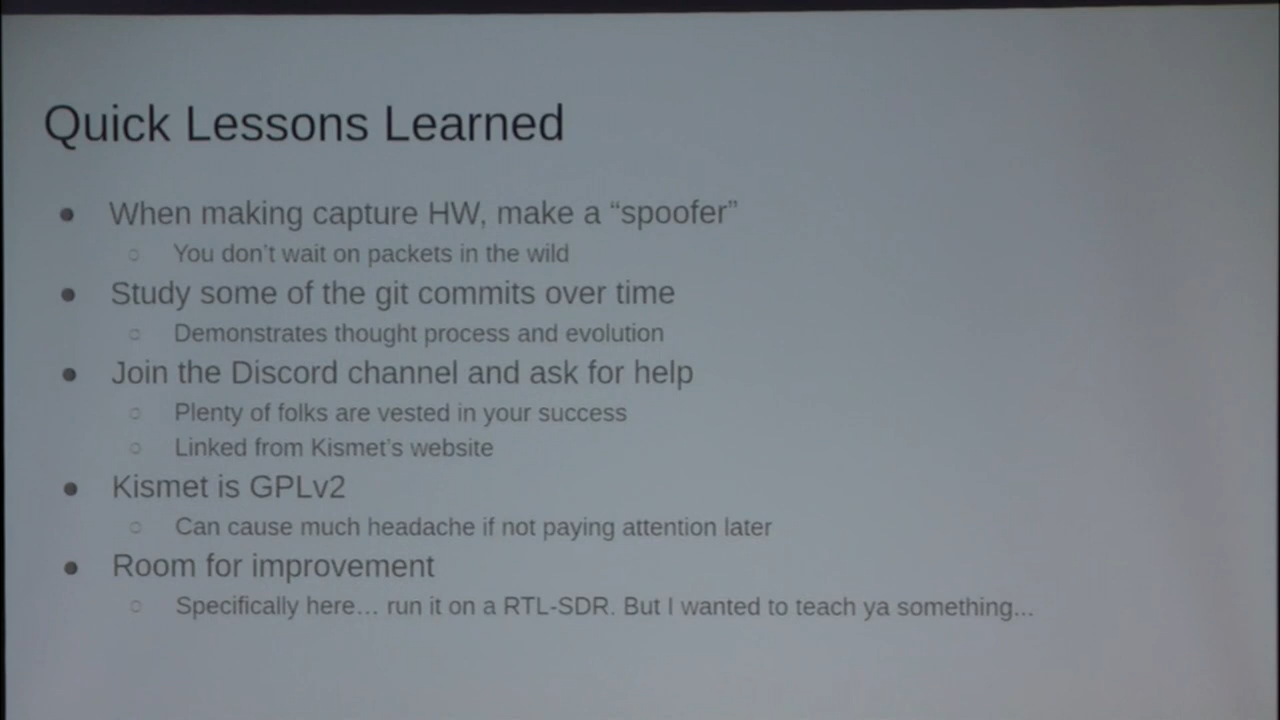 Quick Lessons Learned
● When making capture HW, make a “spoofer”
○ You don’t wait on packets in the wild
● Study some of the git commits over time
○ Demonstrates thought process and evolution
● Join the Discord channel and ask for help
○ Plenty of folks are vested in your success
○ Linked from Kismet’s website
● Kismet is GPLv2
○ Can cause much headache if not paying attention later
● Room for improvement
○ Specifically here… run it on a RTL-SDR. But I wanted to teach ya something...